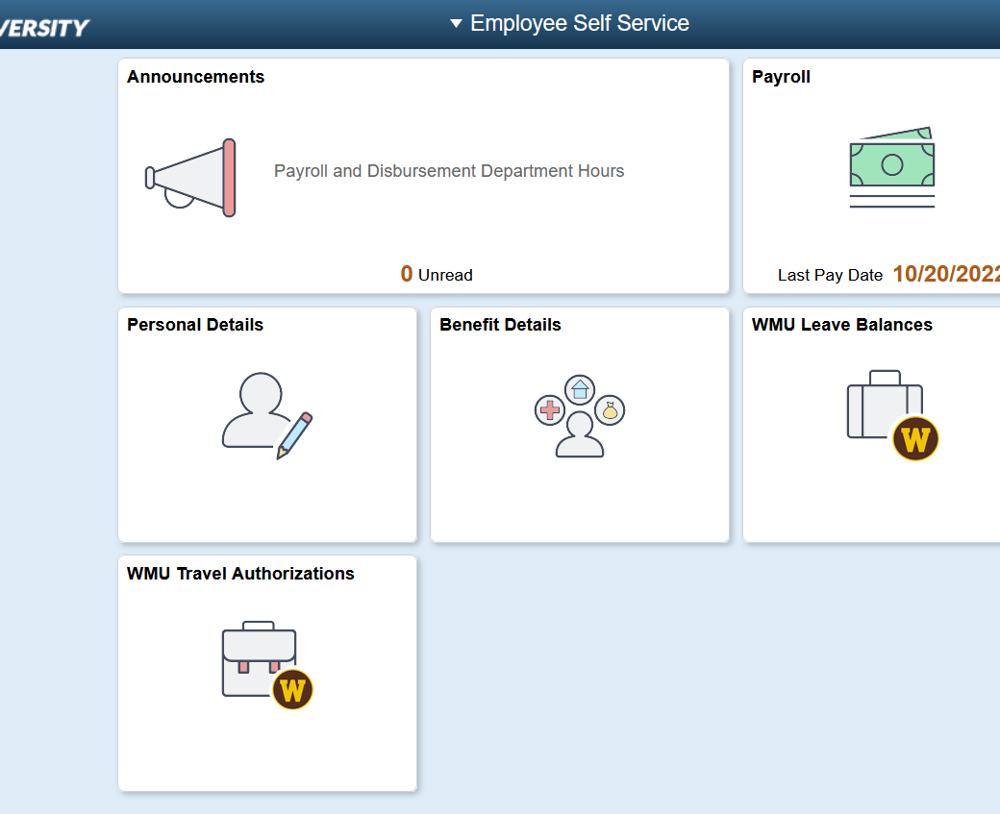 VERSITY
Employee Self Service
Announcements
Payroll and Disbursement Department Hours
0 Unread
Payroll
Last Pay Date 10/20/2022
Personal Details
Benefit Details
WMU Leave Balances
W
WMU Travel Authorizations
W